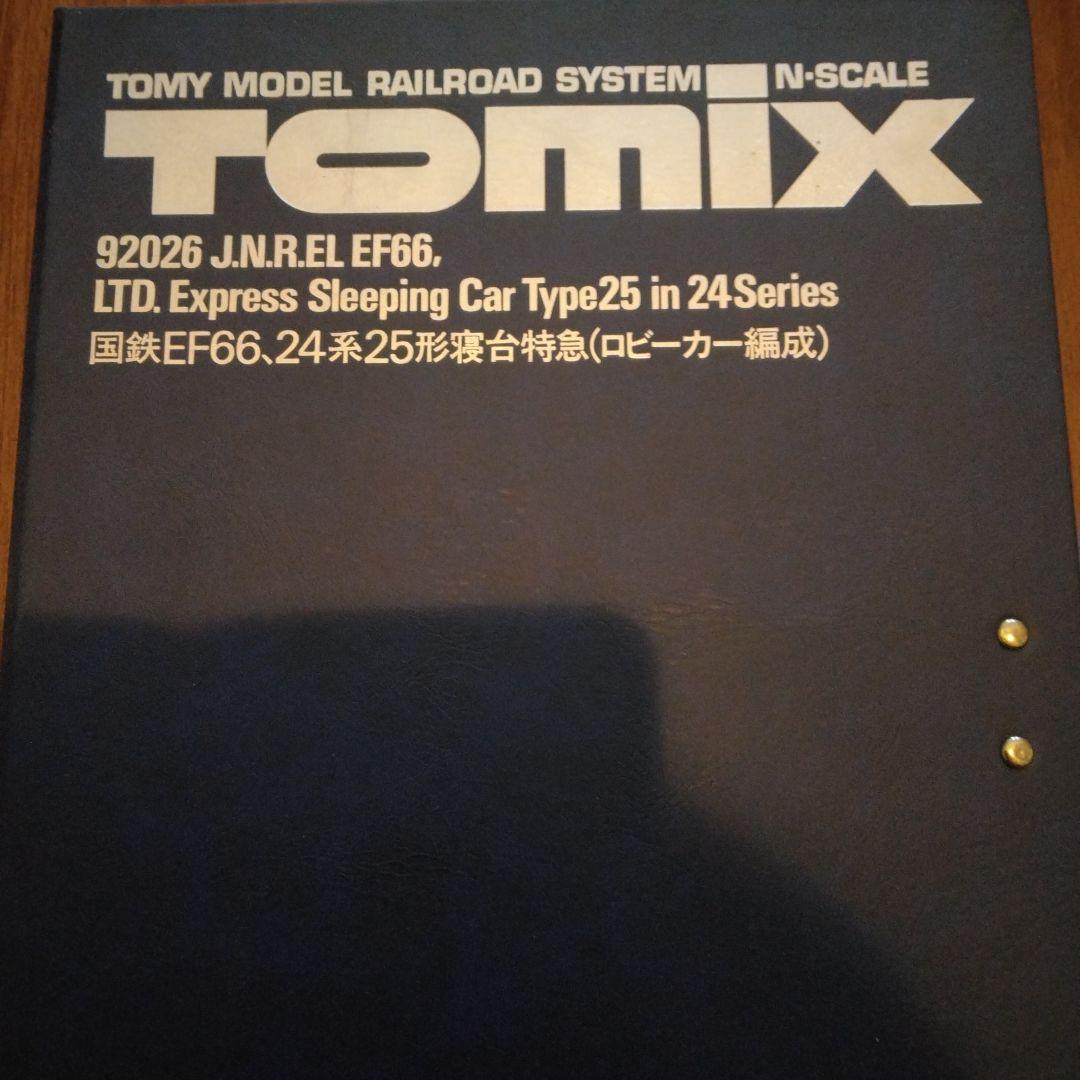 TOMY MODEL RAILROAD SYSTEM N•SCALE
TOMIX
92026 J.N.R.EL EF66,
LTD. Express Sleeping Car Type25 in 24Series
国鉄EF66、24系25形寝台特急(ロビーカー編成)